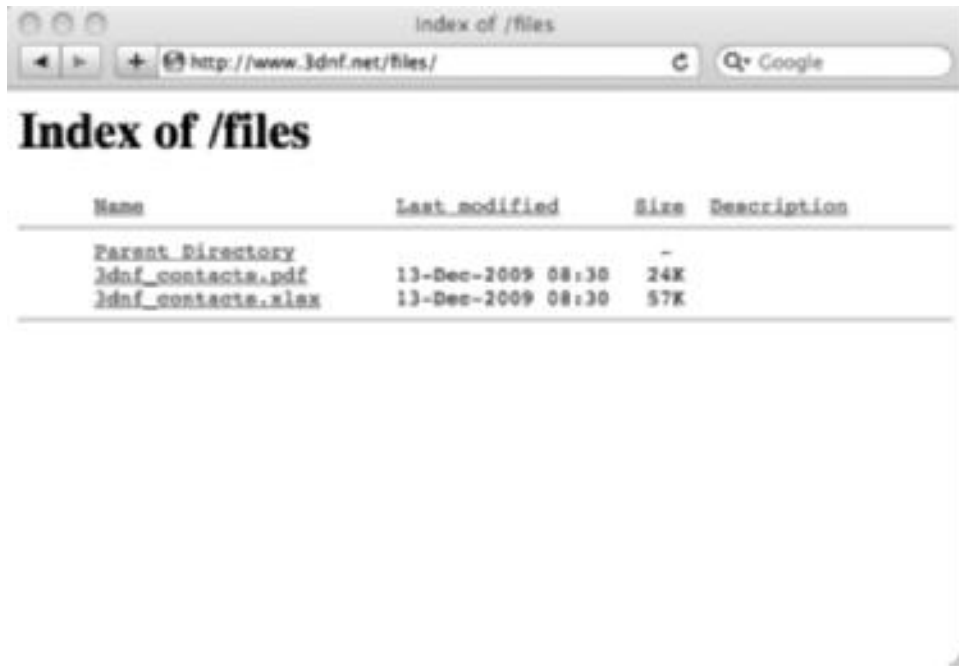 Index of /files
http://www.3dnf.net/files/ Google
Index of /files
Name Last modified Size Description
Parent Directory -
3dnf_contacts.pdf 13-Dec-2009 08:30 24K
3dnf_contacts.xlsx 13-Dec-2009 08:30 57K